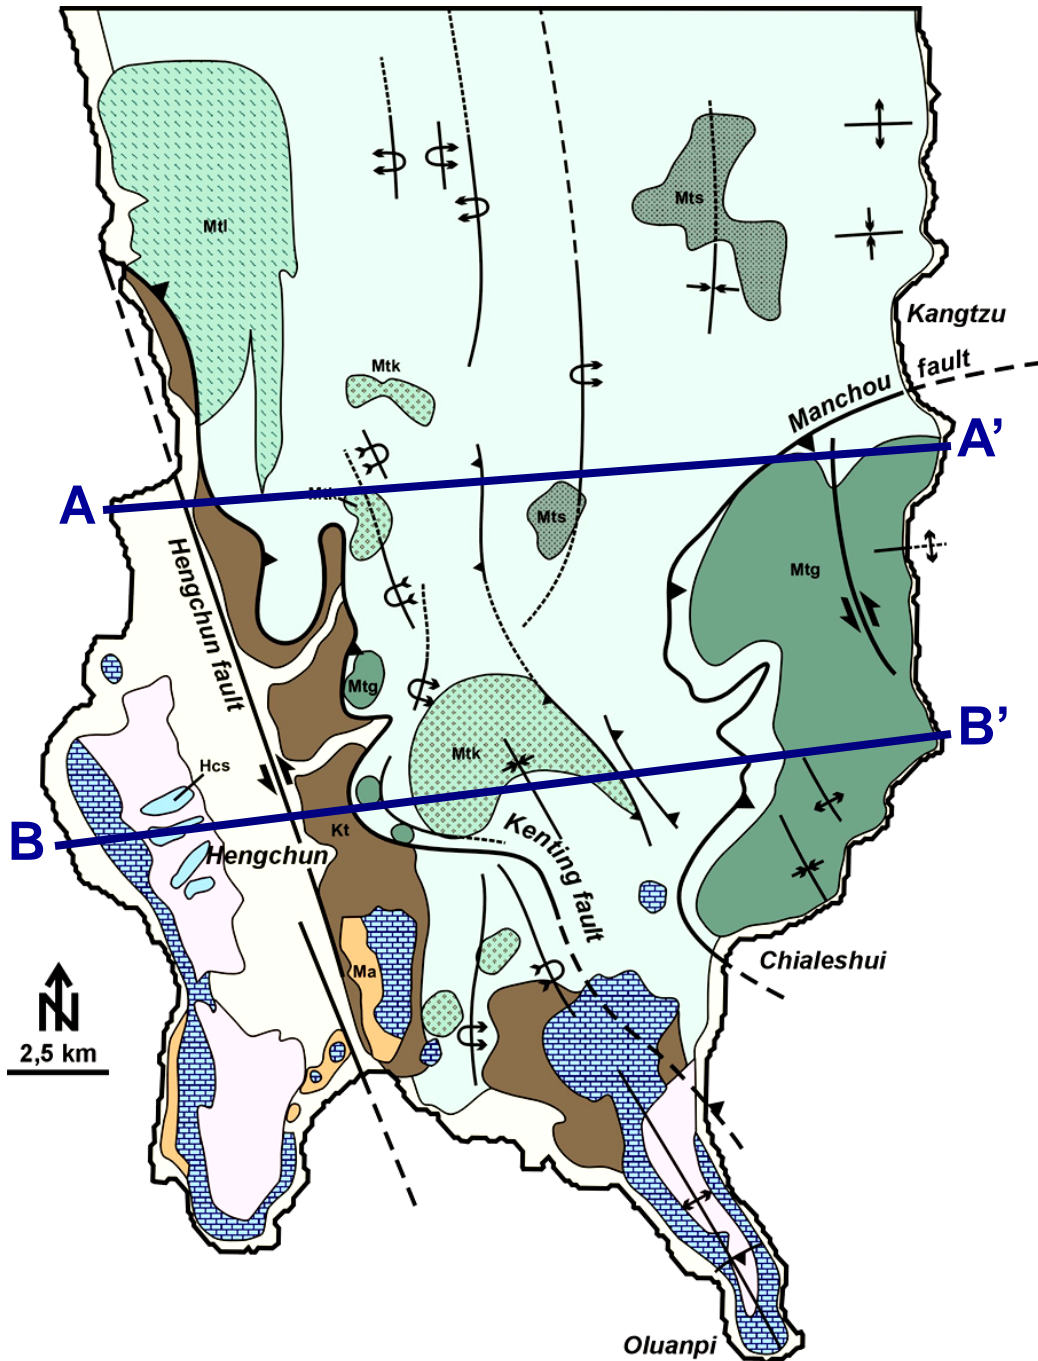 Mtl
Mts
Kangtzu
Mtk
Manchou fault
A
A’
Mtk
Mts
Hengchun fault
Mtg
Mtg
B’
Mtk
Hcs
B
Hengchun
Kt
Kenting fault
Ma
Chialeshui
N
2,5 km
Oluanpi